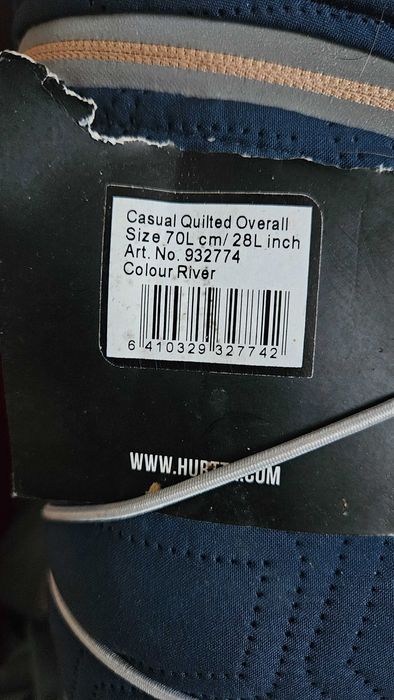 Casual Quilted Overall
Size 70L cm/ 28L inch
Art. No. 932774
Colour River
6 410329 327742